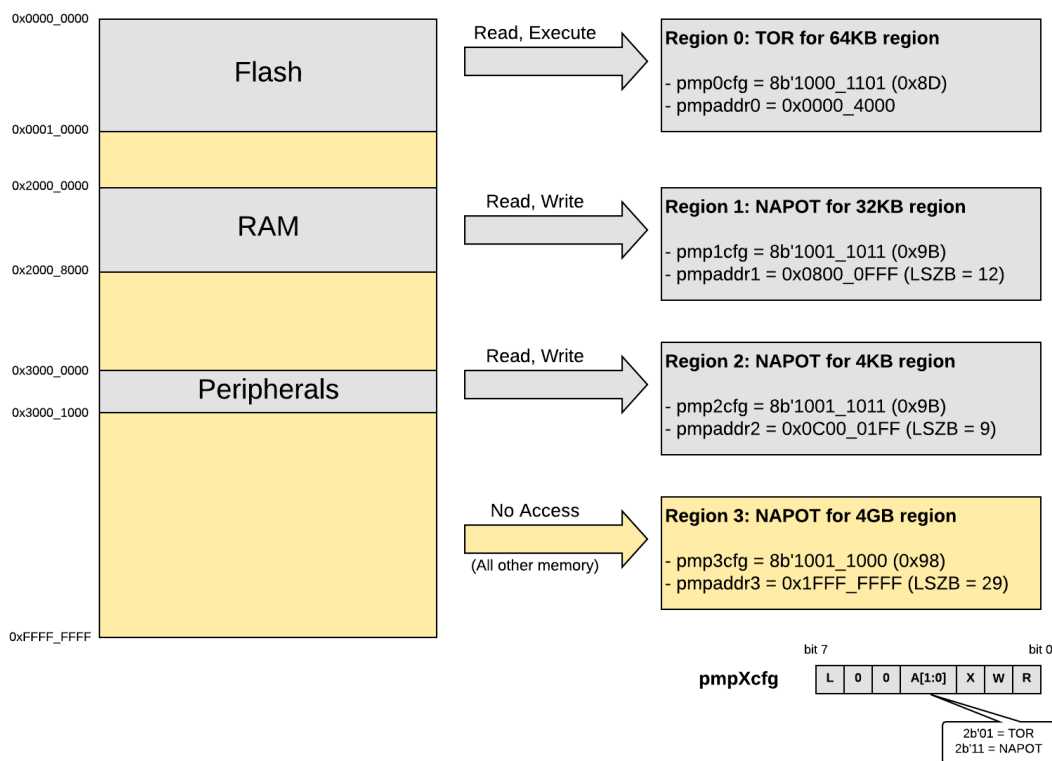 0x0000_0000
Flash
0x0001_0000
0x2000_0000
RAM
0x2000_8000
0x3000_0000
Peripherals
0x3000_1000
0xFFFF_FFFF
Read, Execute
Region 0: TOR for 64KB region
- pmp0cfg = 8b'1000_1101 (0x8D)
- pmpaddr0 = 0x0000_4000
Read, Write
Region 1: NAPOT for 32KB region
- pmp1cfg = 8b'1001_1011 (0x9B)
- pmpaddr1 = 0x0800_0FFF (LSZB = 12)
Read, Write
Region 2: NAPOT for 4KB region
- pmp2cfg = 8b'1001_1011 (0x9B)
- pmpaddr2 = 0x0C00_01FF (LSZB = 9)
No Access
(All other memory)
Region 3: NAPOT for 4GB region
- pmp3cfg = 8b'1001_1000 (0x98)
- pmpaddr3 = 0x1FFF_FFFF (LSZB = 29)
bit 7 bit 0
pmpXcfg L 0 0 A[1:0] X W R
2b'01 = TOR
2b'11 = NAPOT